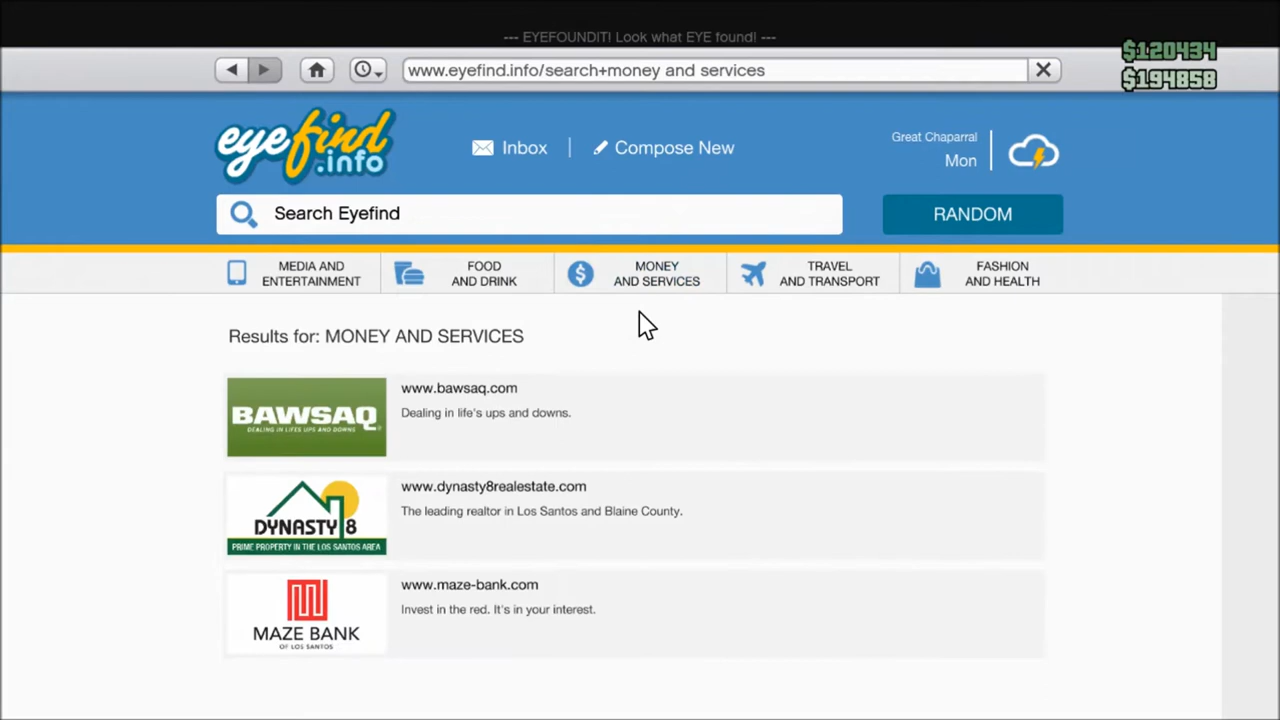 --- EYEFOUNDIT! Look what EYE found! ---
$120434
www.eyefind.info/search+money and services
$194858
eyefind
.info
Inbox
Compose New
Great Chaparral
Mon
Search Eyefind
RANDOM
MEDIA AND
ENTERTAINMENT
FOOD
AND DRINK
MONEY
AND SERVICES
TRAVEL
AND TRANSPORT
FASHION
AND HEALTH
Results for: MONEY AND SERVICES
BAWSAQ
DEALING IN LIFE'S UPS AND DOWNS
www.bawsaq.com
Dealing in life's ups and downs.
DYNASTY 8
PRIME PROPERTY IN THE LOS SANTOS AREA
www.dynasty8realestate.com
The leading realtor in Los Santos and Blaine County.
MAZE BANK
OF LOS SANTOS
www.maze-bank.com
Invest in the red. It's in your interest.